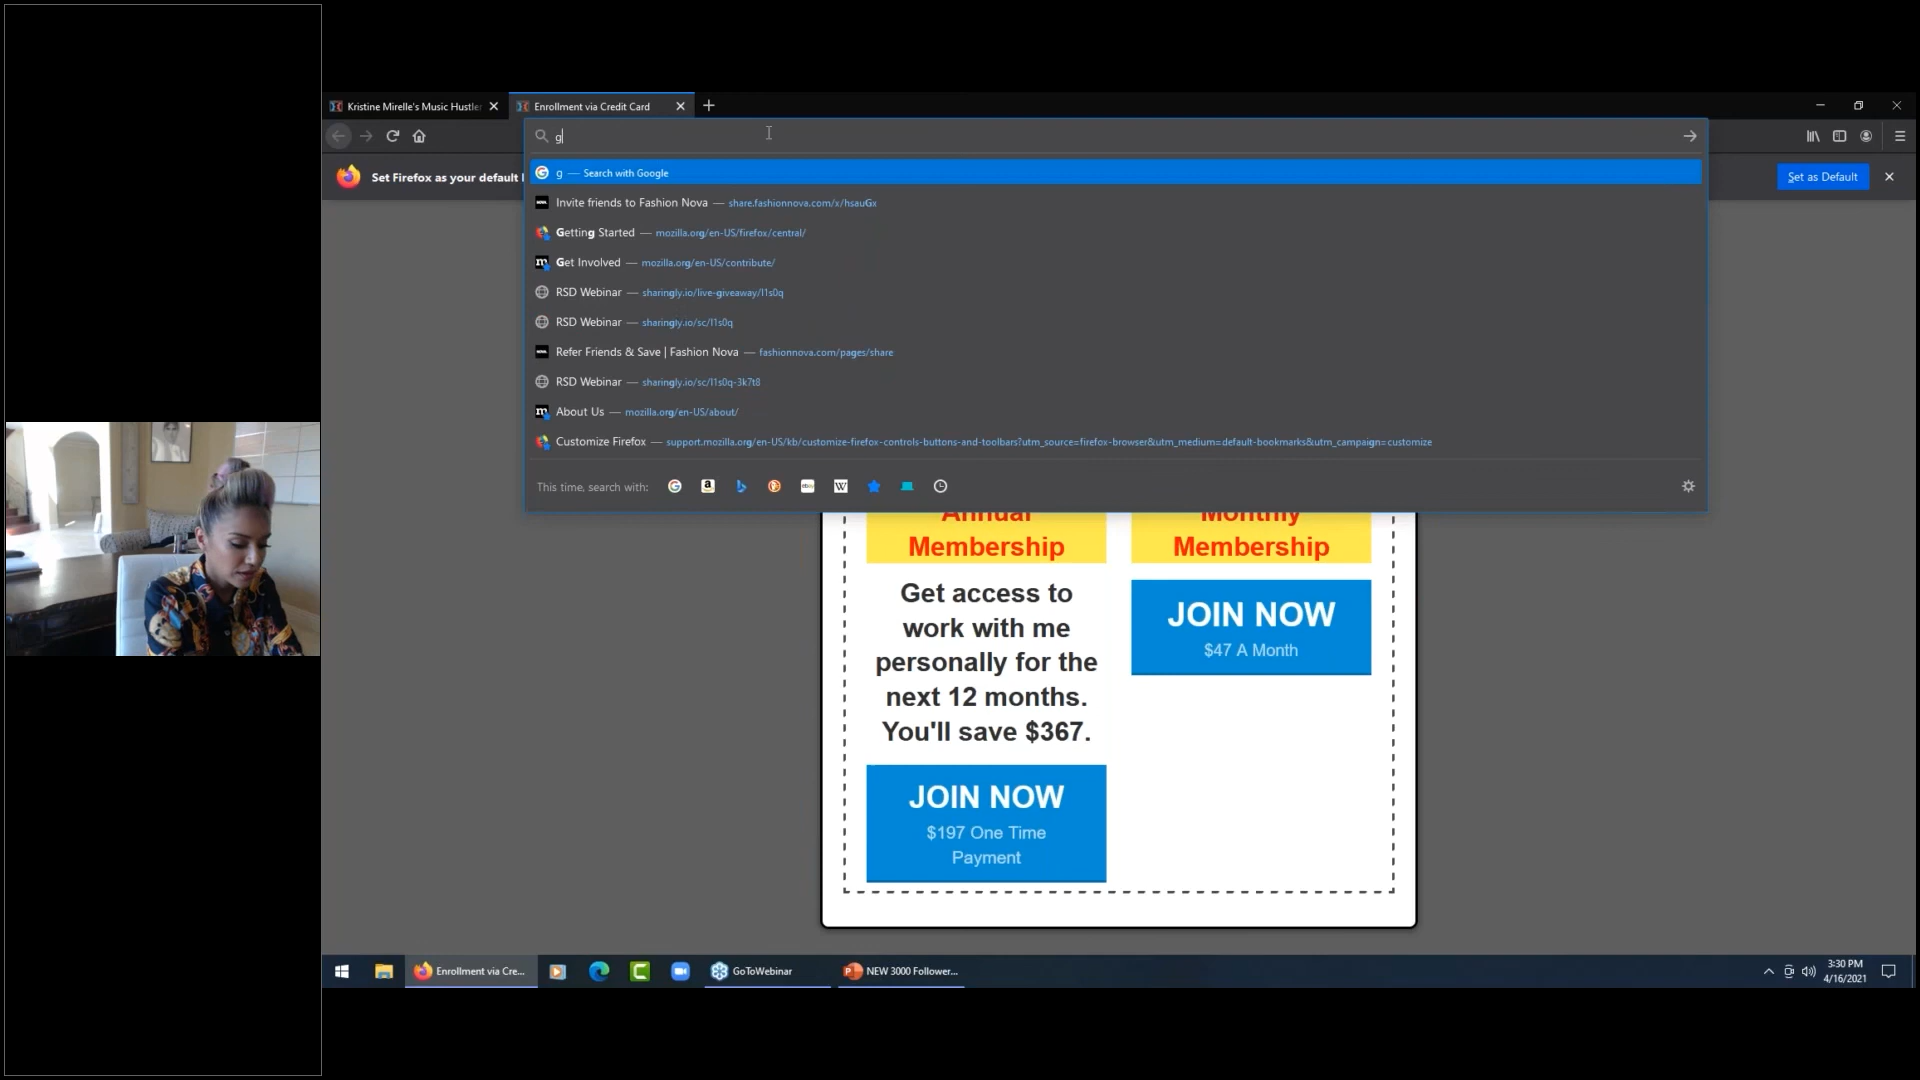 Kristine Mirelle's Music Hustler
Enrollment via Credit Card
g
Set Firefox as your default
Set as Default
g — Search with Google
Invite friends to Fashion Nova — share.fashionnova.com/x/hsauGx
Getting Started — mozilla.org/en-US/firefox/central/
Get Involved — mozilla.org/en-US/contribute/
RSD Webinar — sharingly.io/live-giveaway/l1s0q
RSD Webinar — sharingly.io/sc/l1s0q
Refer Friends & Save | Fashion Nova — fashionnova.com/pages/share
RSD Webinar — sharingly.io/sc/l1s0q-3k7t8
About Us — mozilla.org/en-US/about/
Customize Firefox — support.mozilla.org/en-US/kb/customize-firefox-controls-buttons-and-toolbars?utm_source=firefox-browser&utm_medium=default-bookmarks&utm_campaign=customize
This time, search with:
Annual
Membership
Get access to
work with me
personally for the
next 12 months.
You'll save $367.
JOIN NOW
$197 One Time
Payment
Monthly
Membership
JOIN NOW
$47 A Month
Enrollment via Cre...
GoToWebinar
NEW 3000 Follower...
3:30 PM
4/16/2021